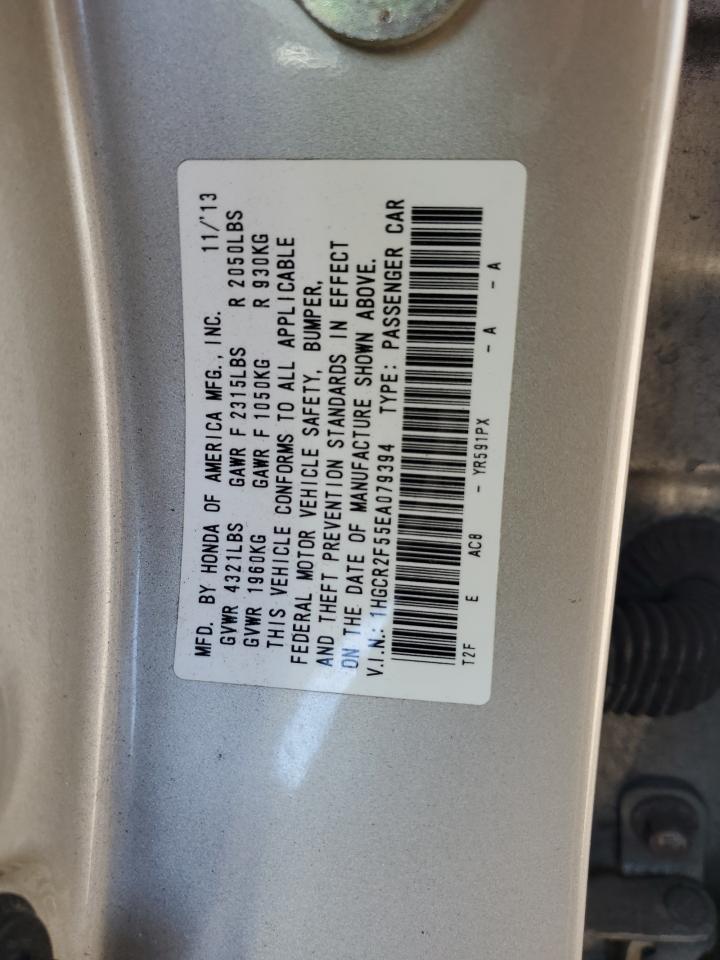 MFD. BY HONDA OF AMERICA MFG., INC. 11/'13
GVWR 4321LBS GAWR F 2315LBS R 2050LBS
GVWR 1960KG GAWR F 1050KG R 930KG
THIS VEHICLE CONFORMS TO ALL APPLICABLE
FEDERAL MOTOR VEHICLE SAFETY, BUMPER,
AND THEFT PREVENTION STANDARDS IN EFFECT
ON THE DATE OF MANUFACTURE SHOWN ABOVE.
V.I.N.: 1HGCR2F55EA079394 TYPE: PASSENGER CAR
T2F E AC8 - YR591PX - A - A